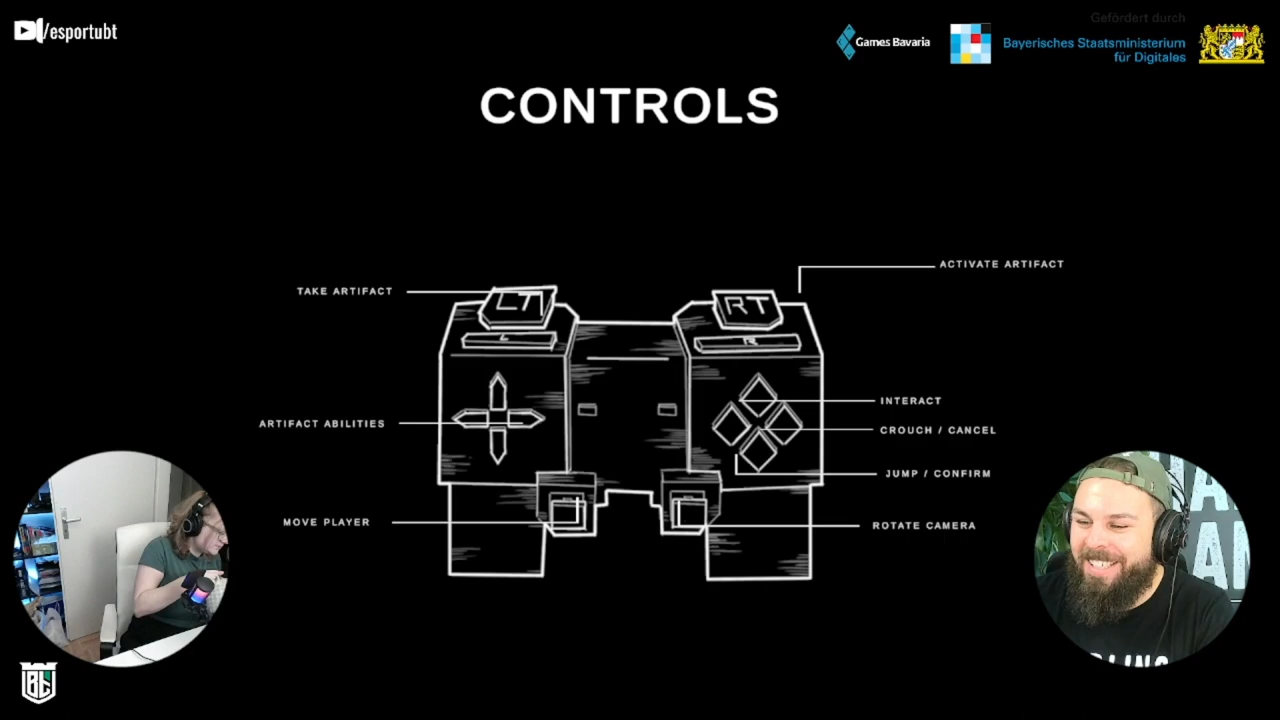 /esportubt
Gefördert durch
Games Bavaria
Bayerisches Staatsministerium
für Digitales
CONTROLS
ACTIVATE ARTIFACT
TAKE ARTIFACT
LT
RT
L
R
INTERACT
ARTIFACT ABILITIES
CROUCH / CANCEL
JUMP / CONFIRM
MOVE PLAYER
ROTATE CAMERA